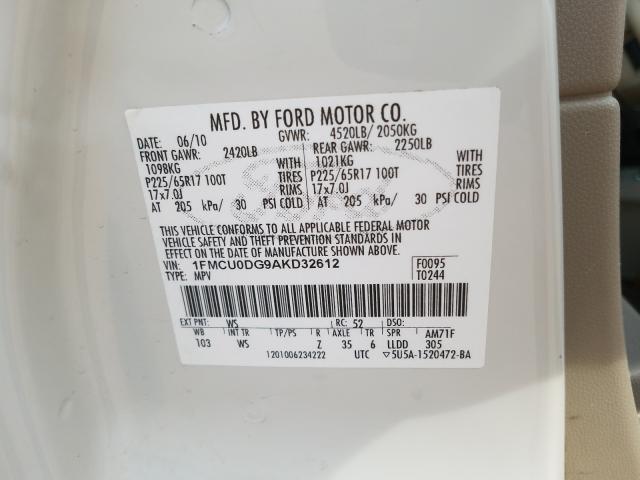 MFD. BY FORD MOTOR CO.
DATE: 06/10 GVWR: 4520LB/ 2050KG
FRONT GAWR: 2420LB REAR GAWR: 2250LB
1098KG WITH 1021KG WITH
P225/65R17 100T TIRES P225/65R17 100T TIRES
17x7.0J RIMS 17x7.0J RIMS
AT 205 kPa/ 30 PSI COLD AT 205 kPa/ 30 PSI COLD
THIS VEHICLE CONFORMS TO ALL APPLICABLE FEDERAL MOTOR
VEHICLE SAFETY AND THEFT PREVENTION STANDARDS IN
EFFECT ON THE DATE OF MANUFACTURE SHOWN ABOVE.
VIN: 1FMCU0DG9AKD32612 F0095
TYPE: MPV T0244
EXT PNT: WS RC: 52 DSO:
WB INT TR TP/PS R AXLE TR SPR AM71F
103 WS Z 35 6 LLDD 305
1201006234222 UTC ▽5U5A-1520472-BA